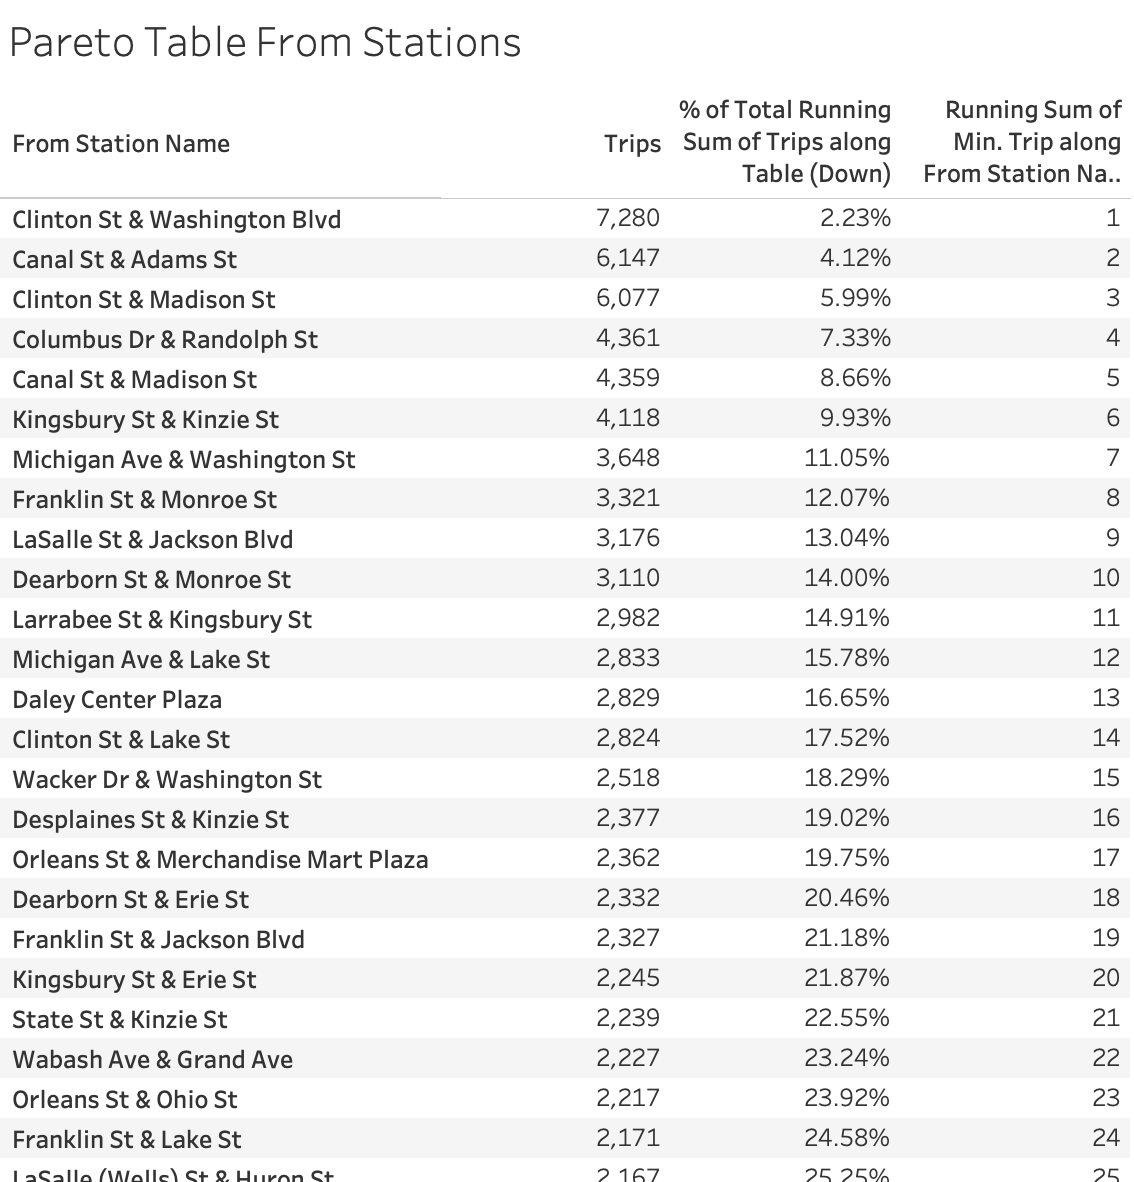 Pareto Table From Stations
% of Total Running Running Sum of
From Station Name Trips Sum of Trips along Min. Trip along
Table (Down) From Station Na..
Clinton St & Washington Blvd 7,280 2.23% 1
Canal St & Adams St 6,147 4.12% 2
Clinton St & Madison St 6,077 5.99% 3
Columbus Dr & Randolph St 4,361 7.33% 4
Canal St & Madison St 4,359 8.66% 5
Kingsbury St & Kinzie St 4,118 9.93% 6
Michigan Ave & Washington St 3,648 11.05% 7
Franklin St & Monroe St 3,321 12.07% 8
LaSalle St & Jackson Blvd 3,176 13.04% 9
Dearborn St & Monroe St 3,110 14.00% 10
Larrabee St & Kingsbury St 2,982 14.91% 11
Michigan Ave & Lake St 2,833 15.78% 12
Daley Center Plaza 2,829 16.65% 13
Clinton St & Lake St 2,824 17.52% 14
Wacker Dr & Washington St 2,518 18.29% 15
Desplaines St & Kinzie St 2,377 19.02% 16
Orleans St & Merchandise Mart Plaza 2,362 19.75% 17
Dearborn St & Erie St 2,332 20.46% 18
Franklin St & Jackson Blvd 2,327 21.18% 19
Kingsbury St & Erie St 2,245 21.87% 20
State St & Kinzie St 2,239 22.55% 21
Wabash Ave & Grand Ave 2,227 23.24% 22
Orleans St & Ohio St 2,217 23.92% 23
Franklin St & Lake St 2,171 24.58% 24
LaSalle (Wells) St & Huron St 2,167 25.25% 25